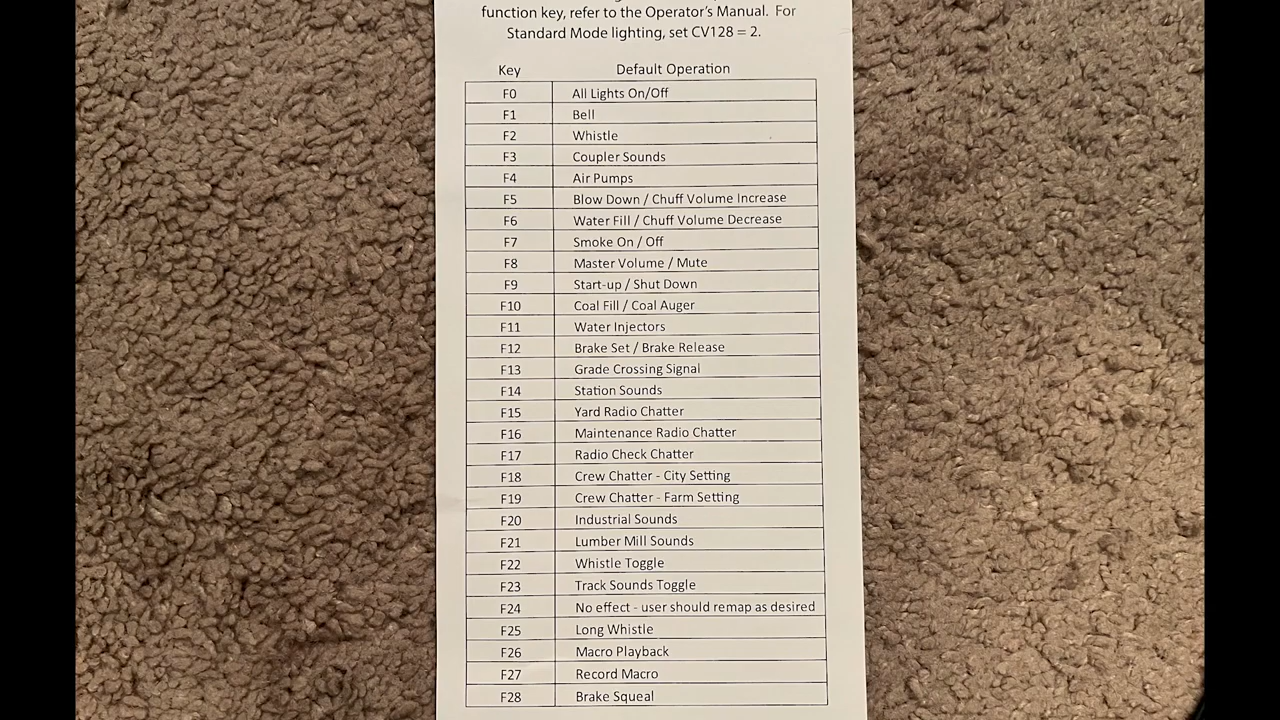 function key, refer to the Operator's Manual. For
Standard Mode lighting, set CV128 = 2.
Key Default Operation
F0 All Lights On/Off
F1 Bell
F2 Whistle
F3 Coupler Sounds
F4 Air Pumps
F5 Blow Down / Chuff Volume Increase
F6 Water Fill / Chuff Volume Decrease
F7 Smoke On / Off
F8 Master Volume / Mute
F9 Start-up / Shut Down
F10 Coal Fill / Coal Auger
F11 Water Injectors
F12 Brake Set / Brake Release
F13 Grade Crossing Signal
F14 Station Sounds
F15 Yard Radio Chatter
F16 Maintenance Radio Chatter
F17 Radio Check Chatter
F18 Crew Chatter - City Setting
F19 Crew Chatter - Farm Setting
F20 Industrial Sounds
F21 Lumber Mill Sounds
F22 Whistle Toggle
F23 Track Sounds Toggle
F24 No effect - user should remap as desired
F25 Long Whistle
F26 Macro Playback
F27 Record Macro
F28 Brake Squeal